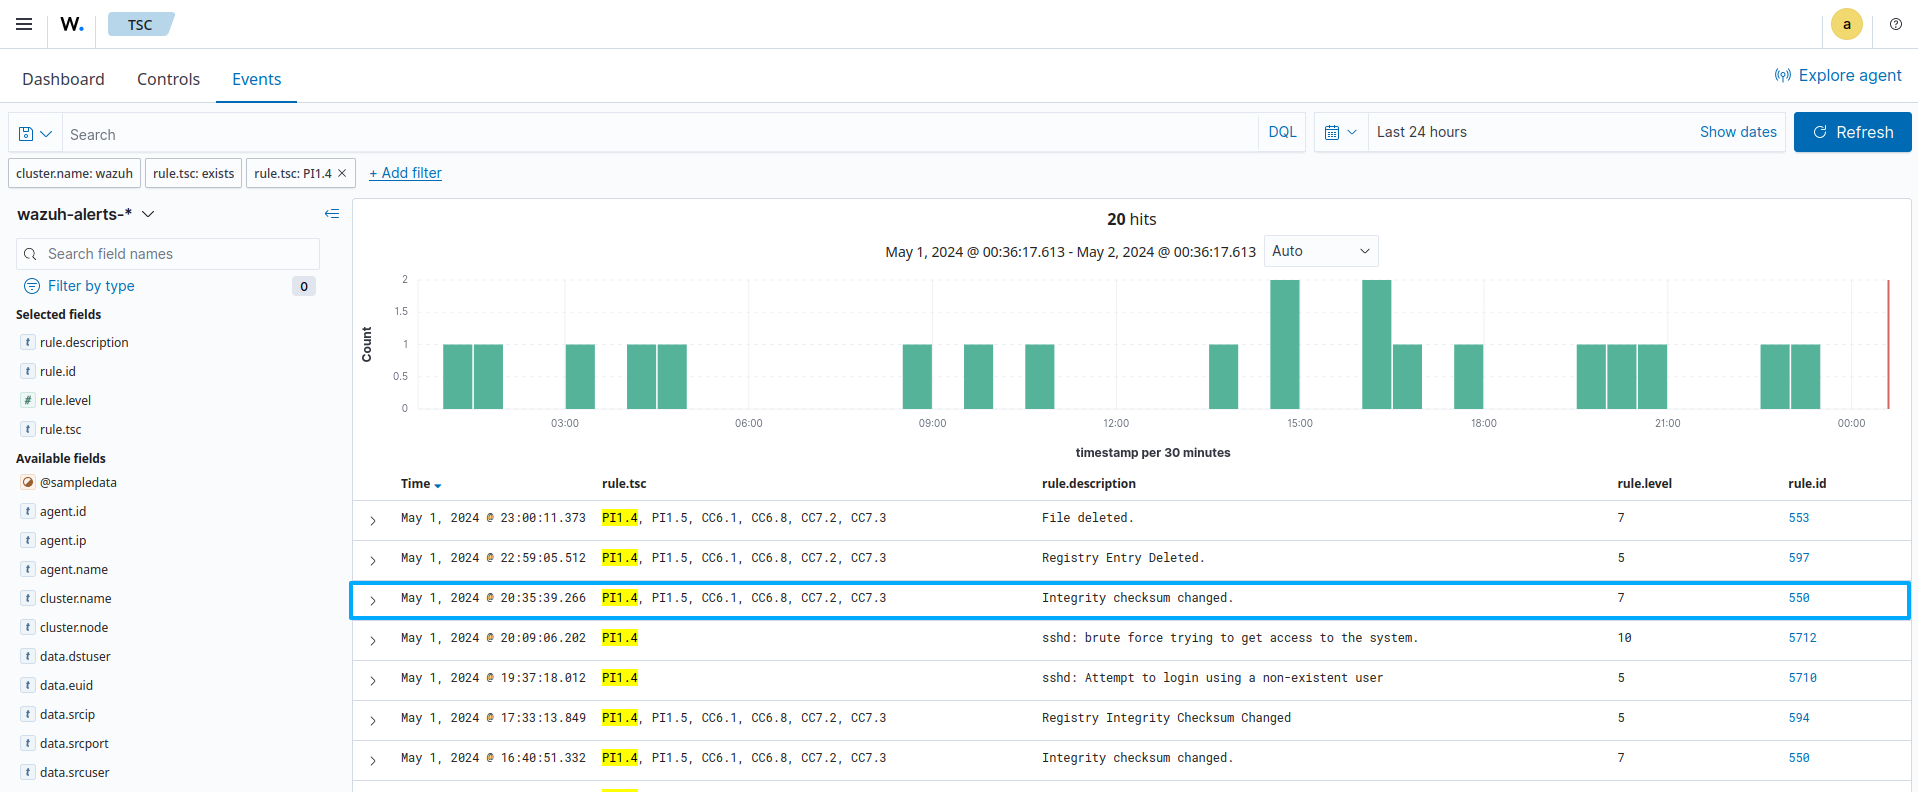 W. TSC a
Dashboard Controls Events Explore agent
Search DQL Last 24 hours Show dates Refresh
cluster.name: wazuh rule.tsc: exists rule.tsc: PI1.4 × + Add filter
wazuh-alerts-*
Search field names
Filter by type 0
Selected fields
t rule.description
t rule.id
# rule.level
t rule.tsc
Available fields
@sampledata
t agent.id
t agent.ip
t agent.name
t cluster.name
t cluster.node
t data.dstuser
t data.euid
t data.srcip
t data.srcport
t data.srcuser
20 hits
May 1, 2024 @ 00:36:17.613 - May 2, 2024 @ 00:36:17.613 Auto
Count
2
1.5
1
0.5
0
03:00 06:00 09:00 12:00 15:00 18:00 21:00 00:00
timestamp per 30 minutes
Time rule.tsc rule.description rule.level rule.id
May 1, 2024 @ 23:00:11.373 PI1.4, PI1.5, CC6.1, CC6.8, CC7.2, CC7.3 File deleted. 7 553
May 1, 2024 @ 22:59:05.512 PI1.4, PI1.5, CC6.1, CC6.8, CC7.2, CC7.3 Registry Entry Deleted. 5 597
May 1, 2024 @ 20:35:39.266 PI1.4, PI1.5, CC6.1, CC6.8, CC7.2, CC7.3 Integrity checksum changed. 7 550
May 1, 2024 @ 20:09:06.202 PI1.4 sshd: brute force trying to get access to the system. 10 5712
May 1, 2024 @ 19:37:18.012 PI1.4 sshd: Attempt to login using a non-existent user 5 5710
May 1, 2024 @ 17:33:13.849 PI1.4, PI1.5, CC6.1, CC6.8, CC7.2, CC7.3 Registry Integrity Checksum Changed 5 594
May 1, 2024 @ 16:40:51.332 PI1.4, PI1.5, CC6.1, CC6.8, CC7.2, CC7.3 Integrity checksum changed. 7 550